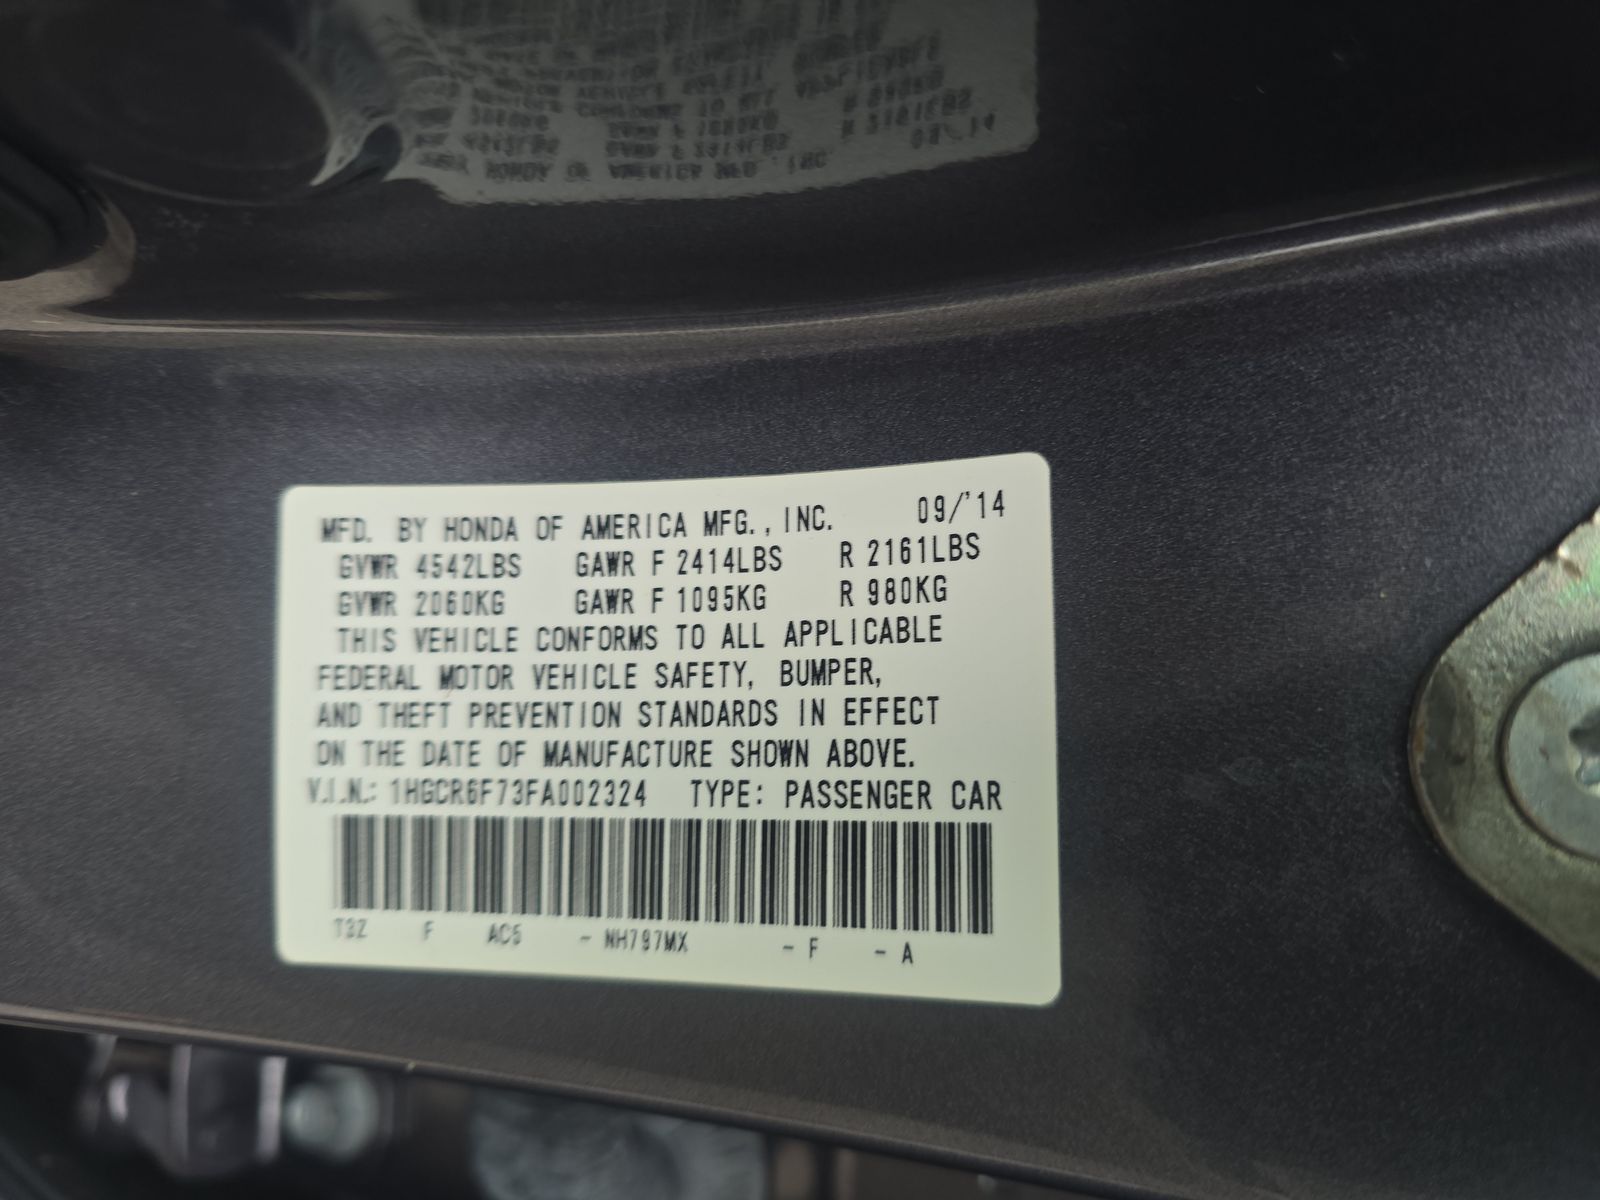 MFD. BY HONDA OF AMERICA MFG., INC. 09/'14
GVWR 4542LBS GAWR F 2414LBS R 2161LBS
GVWR 2060KG GAWR F 1095KG R 980KG
THIS VEHICLE CONFORMS TO ALL APPLICABLE
FEDERAL MOTOR VEHICLE SAFETY, BUMPER,
AND THEFT PREVENTION STANDARDS IN EFFECT
ON THE DATE OF MANUFACTURE SHOWN ABOVE.
V.I.N.: 1HGCR6F73FA002324 TYPE: PASSENGER CAR
T3Z F AC5 - NH797MX - F - A